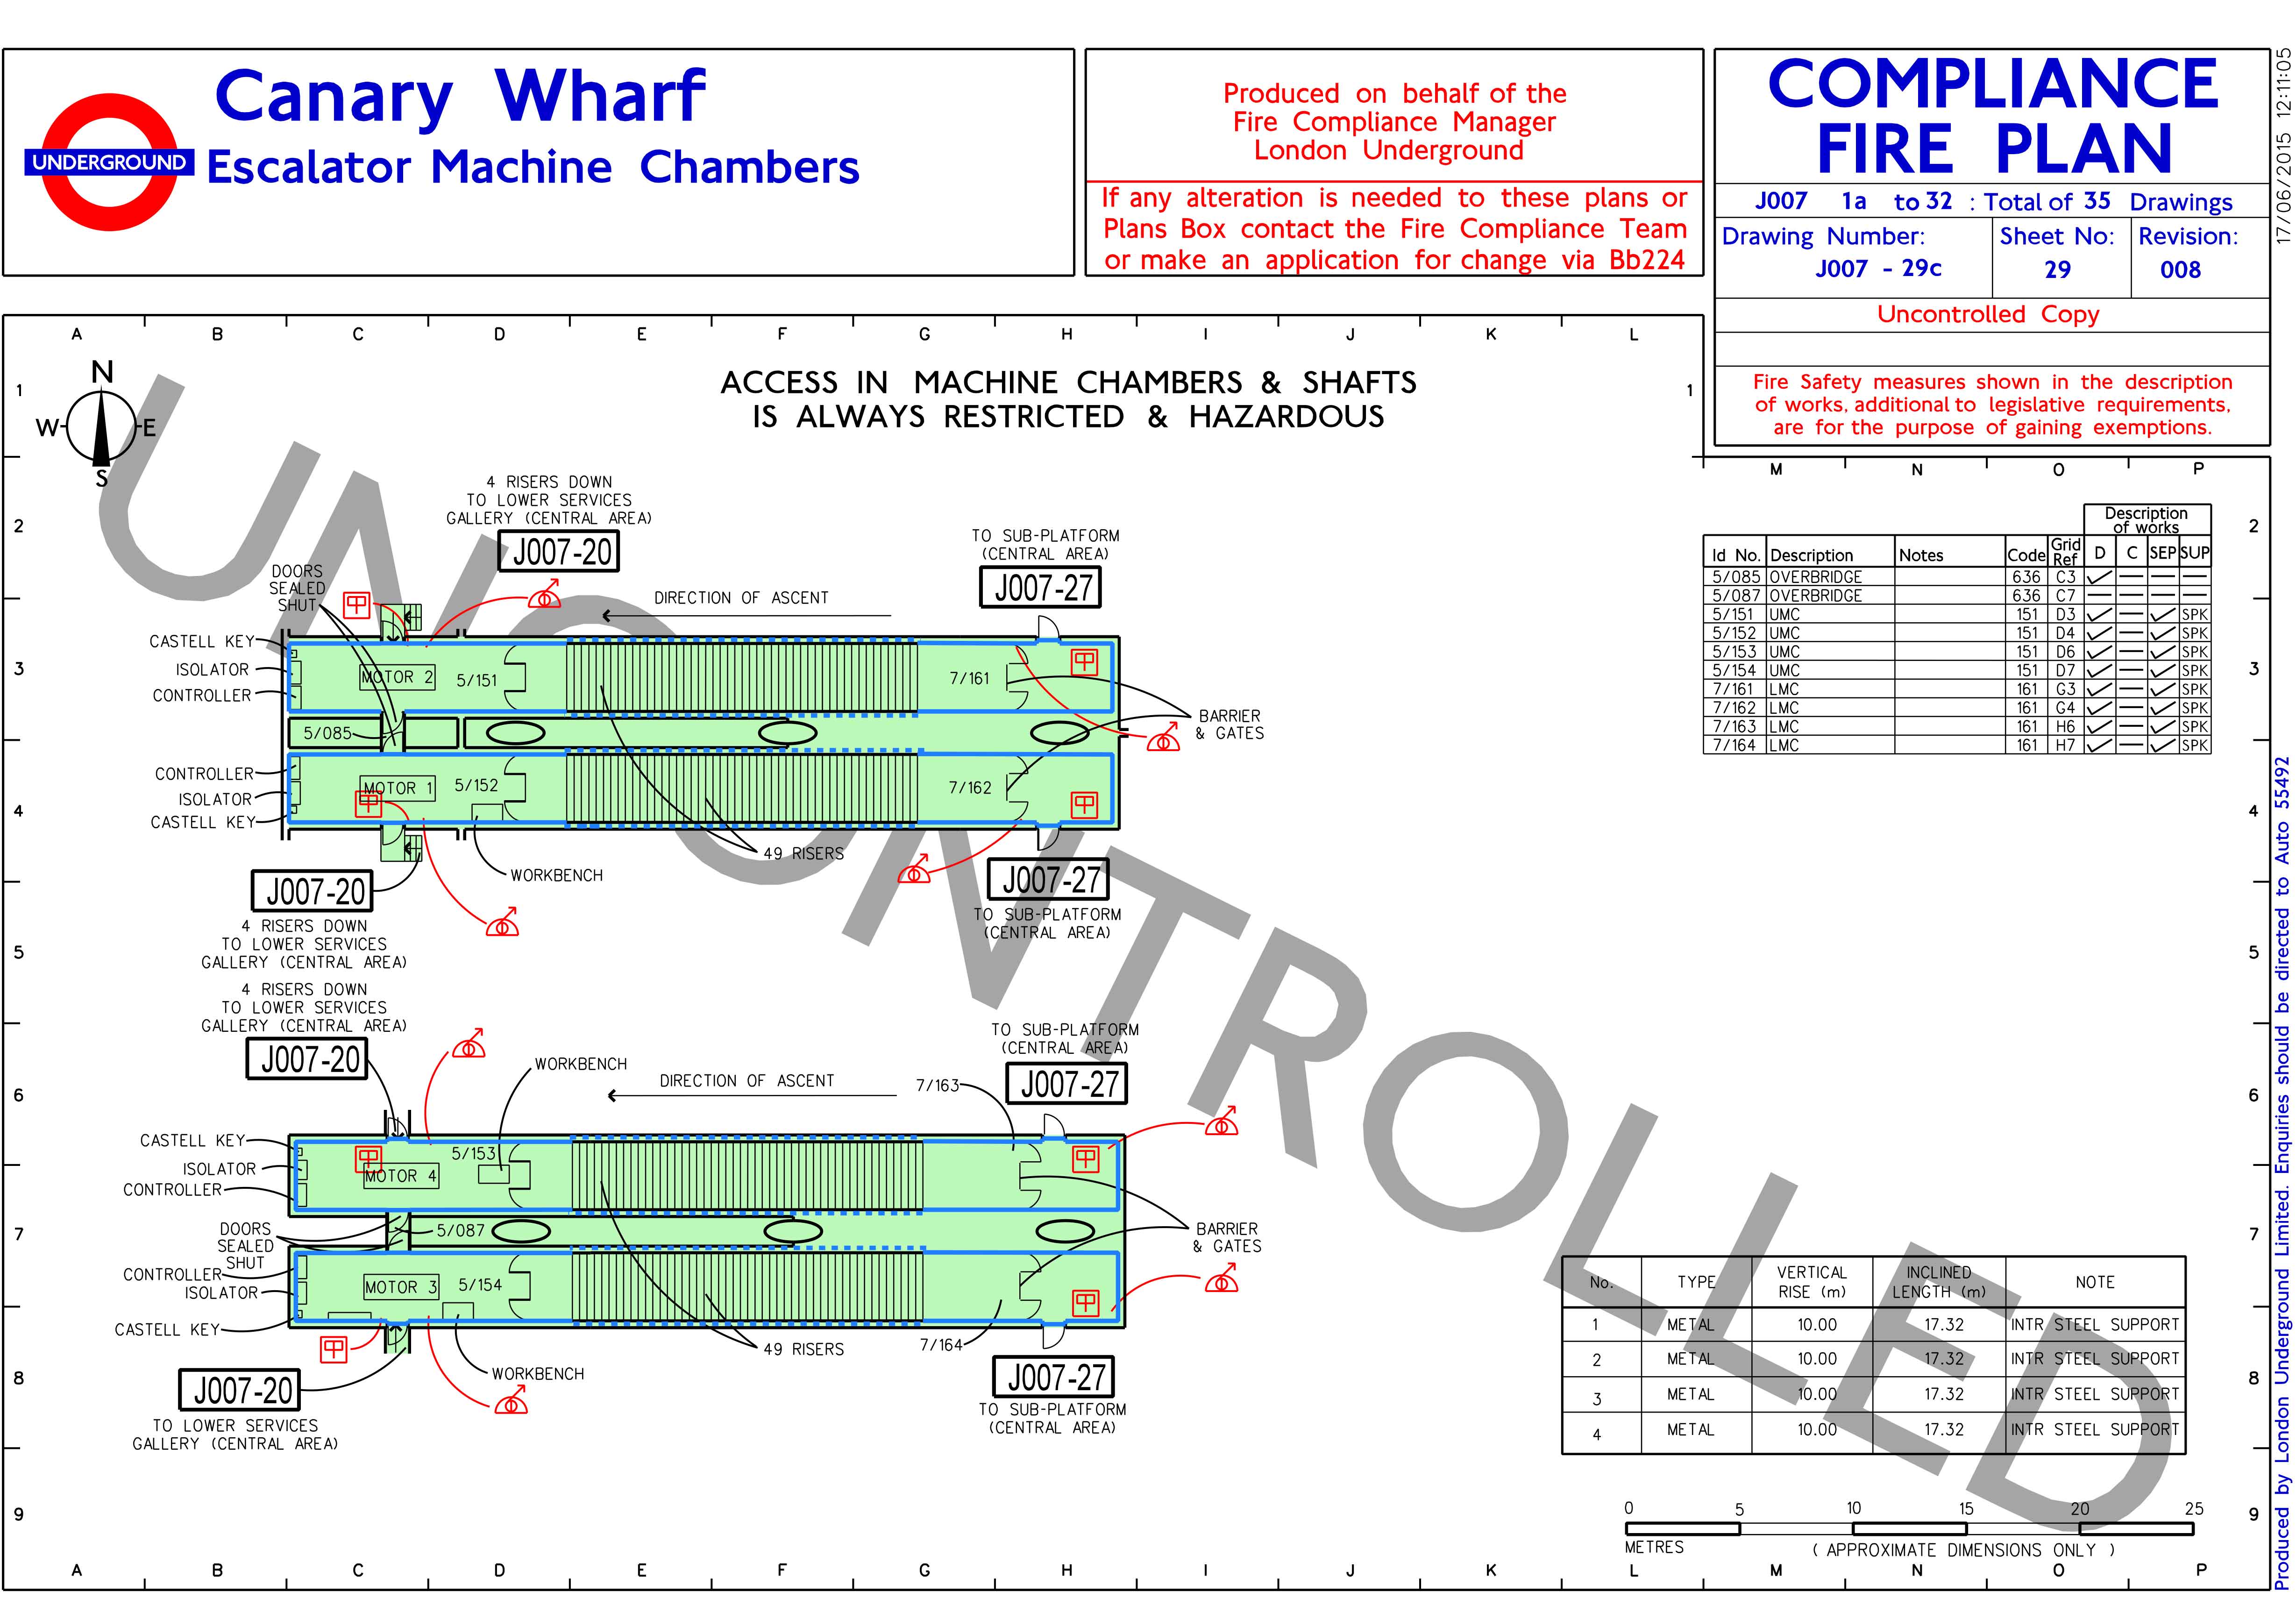 Canary Wharf
UNDERGROUND
Escalator Machine Chambers
Produced on behalf of the
Fire Compliance Manager
London Underground
If any alteration is needed to these plans or
Plans Box contact the Fire Compliance Team
or make an application for change via Bb224
COMPLIANCE
FIRE PLAN
J007 1a to 32 : Total of 35 Drawings
Drawing Number: Sheet No: Revision:
J007 - 29c 29 008
Uncontrolled Copy
Fire Safety measures shown in the description
of works, additional to legislative requirements,
are for the purpose of gaining exemptions.
17/06/2015 12:11:05
A B C D E F G H I J K L
M N O P
1 1
2 2
3 3
4 4
5 5
6 6
7 7
8 8
9 9
N
W E
S
ACCESS IN MACHINE CHAMBERS & SHAFTS
IS ALWAYS RESTRICTED & HAZARDOUS
UNCONTROLLED
4 RISERS DOWN
TO LOWER SERVICES
GALLERY (CENTRAL AREA)
J007-20
TO SUB-PLATFORM
(CENTRAL AREA)
J007-27
DOORS
SEALED
SHUT
DIRECTION OF ASCENT
CASTELL KEY
ISOLATOR
CONTROLLER
MOTOR 2
5/151
7/161
5/085
BARRIER
& GATES
CONTROLLER
ISOLATOR
CASTELL KEY
MOTOR 1
5/152
7/162
49 RISERS
WORKBENCH
J007-20
4 RISERS DOWN
TO LOWER SERVICES
GALLERY (CENTRAL AREA)
J007-27
TO SUB-PLATFORM
(CENTRAL AREA)
4 RISERS DOWN
TO LOWER SERVICES
GALLERY (CENTRAL AREA)
J007-20
WORKBENCH
DIRECTION OF ASCENT
7/163
TO SUB-PLATFORM
(CENTRAL AREA)
J007-27
CASTELL KEY
ISOLATOR
CONTROLLER
5/153
MOTOR 4
DOORS
SEALED
SHUT
5/087
BARRIER
& GATES
CONTROLLER
ISOLATOR
CASTELL KEY
MOTOR 3
5/154
49 RISERS
7/164
WORKBENCH
J007-20
TO LOWER SERVICES
GALLERY (CENTRAL AREA)
J007-27
TO SUB-PLATFORM
(CENTRAL AREA)
Description
of works
Id No. Description Notes Code Grid Ref D C SEP SUP
5/085 OVERBRIDGE 636 C3 ✓ — — —
5/087 OVERBRIDGE 636 C7 — — — —
5/151 UMC 151 D3 ✓ — ✓ SPK
5/152 UMC 151 D4 ✓ — ✓ SPK
5/153 UMC 151 D6 ✓ — ✓ SPK
5/154 UMC 151 D7 ✓ — ✓ SPK
7/161 LMC 161 G3 ✓ — ✓ SPK
7/162 LMC 161 G4 ✓ — ✓ SPK
7/163 LMC 161 H6 ✓ — ✓ SPK
7/164 LMC 161 H7 ✓ — ✓ SPK
No. TYPE VERTICAL RISE (m) INCLINED LENGTH (m) NOTE
1 METAL 10.00 17.32 INTR STEEL SUPPORT
2 METAL 10.00 17.32 INTR STEEL SUPPORT
3 METAL 10.00 17.32 INTR STEEL SUPPORT
4 METAL 10.00 17.32 INTR STEEL SUPPORT
0 5 10 15 20 25
METRES ( APPROXIMATE DIMENSIONS ONLY )
A B C D E F G H I J K L M N O P
Produced by London Underground Limited. Enquiries should be directed to Auto 55492